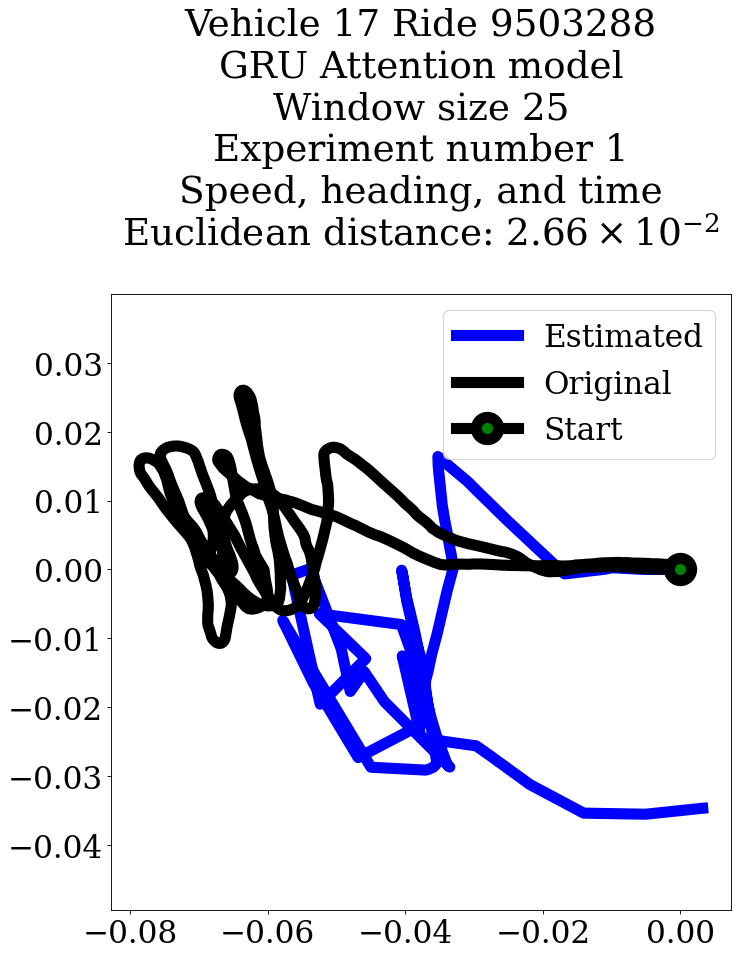 Vehicle 17 Ride 9503288
GRU Attention model
Window size 25
Experiment number 1
Speed, heading, and time
Euclidean distance: 2.66 × 10⁻²
Estimated
Original
Start
0.03
0.02
0.01
0.00
−0.01
−0.02
−0.03
−0.04
−0.08 −0.06 −0.04 −0.02 0.00